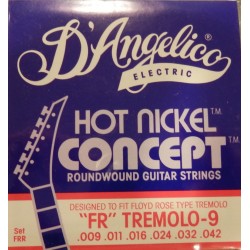 D'Angelico
ELECTRIC
HOT NICKEL™
CONCEPT™
ROUNDWOUND GUITAR STRINGS
DESIGNED TO FIT FLOYD ROSE TYPE TREMOLO
"FR" TREMOLO-9
.009 .011 .016 .024 .032 .042
Set
FRR